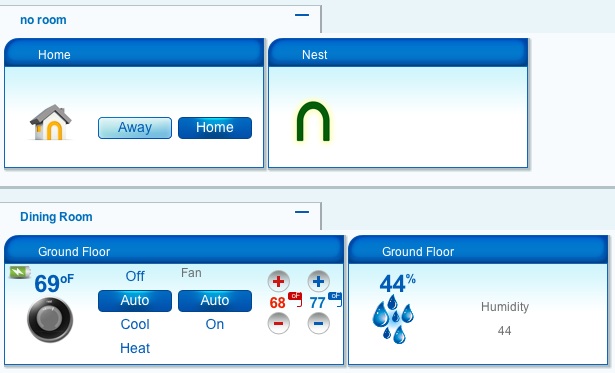 no room
Home
Nest
Away
Home
Dining Room
Ground Floor
Ground Floor
69°F
Off
Fan
Auto
Auto
Cool
On
Heat
68 °F
77 °F
44%
Humidity
44